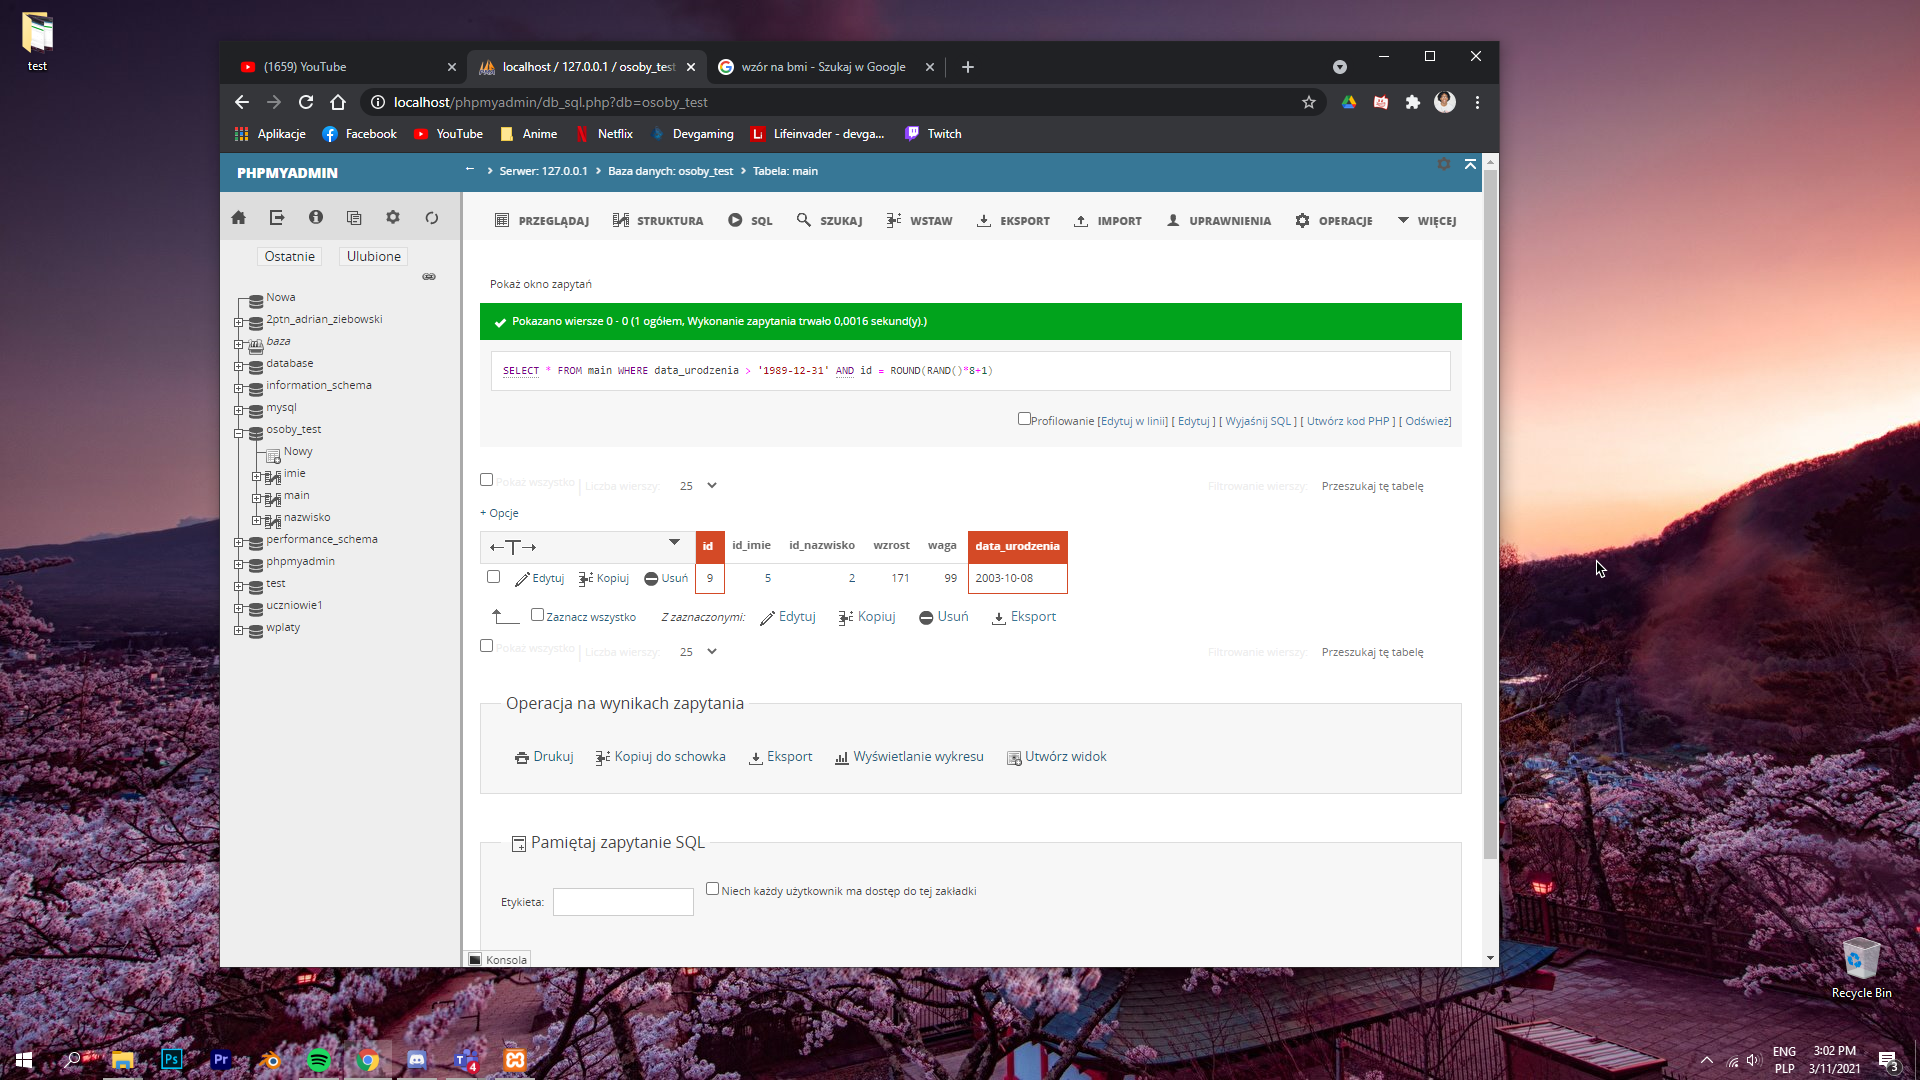 test
(1659) YouTube
localhost / 127.0.0.1 / osoby_test
wzór na bmi - Szukaj w Google
localhost/phpmyadmin/db_sql.php?db=osoby_test
Aplikacje
Facebook
YouTube
Anime
Netflix
Devgaming
Lifeinvader - devga...
Twitch
PHPMYADMIN
Serwer: 127.0.0.1
Baza danych: osoby_test
Tabela: main
PRZEGLĄDAJ
STRUKTURA
SQL
SZUKAJ
WSTAW
EKSPORT
IMPORT
UPRAWNIENIA
OPERACJE
WIĘCEJ
Ostatnie
Ulubione
Nowa
2ptn_adrian_ziebowski
baza
database
information_schema
mysql
osoby_test
Nowy
imie
main
nazwisko
performance_schema
phpmyadmin
test
uczniowie1
wplaty
Pokaż okno zapytań
Pokazano wiersze 0 - 0 (1 ogółem, Wykonanie zapytania trwało 0,0016 sekund(y).)
SELECT * FROM main WHERE data_urodzenia > '1989-12-31' AND id = ROUND(RAND()*8+1)
Profilowanie [Edytuj w linii] [ Edytuj ] [ Wyjaśnij SQL ] [ Utwórz kod PHP ] [ Odśwież]
Pokaż wszystko | Liczba wierszy: 25 Filtrowanie wierszy: Przeszukaj tę tabelę
+ Opcje
id id_imie id_nazwisko wzrost waga data_urodzenia
Edytuj Kopiuj Usuń 9 5 2 171 99 2003-10-08
Zaznacz wszystko Z zaznaczonymi: Edytuj Kopiuj Usuń Eksport
Pokaż wszystko | Liczba wierszy: 25 Filtrowanie wierszy: Przeszukaj tę tabelę
Operacja na wynikach zapytania
Drukuj Kopiuj do schowka Eksport Wyświetlanie wykresu Utwórz widok
Pamiętaj zapytanie SQL
Etykieta: Niech każdy użytkownik ma dostęp do tej zakładki
Konsola
Recycle Bin
Ps
Pr
4
ENG
PLP
3:02 PM
3/11/2021
3